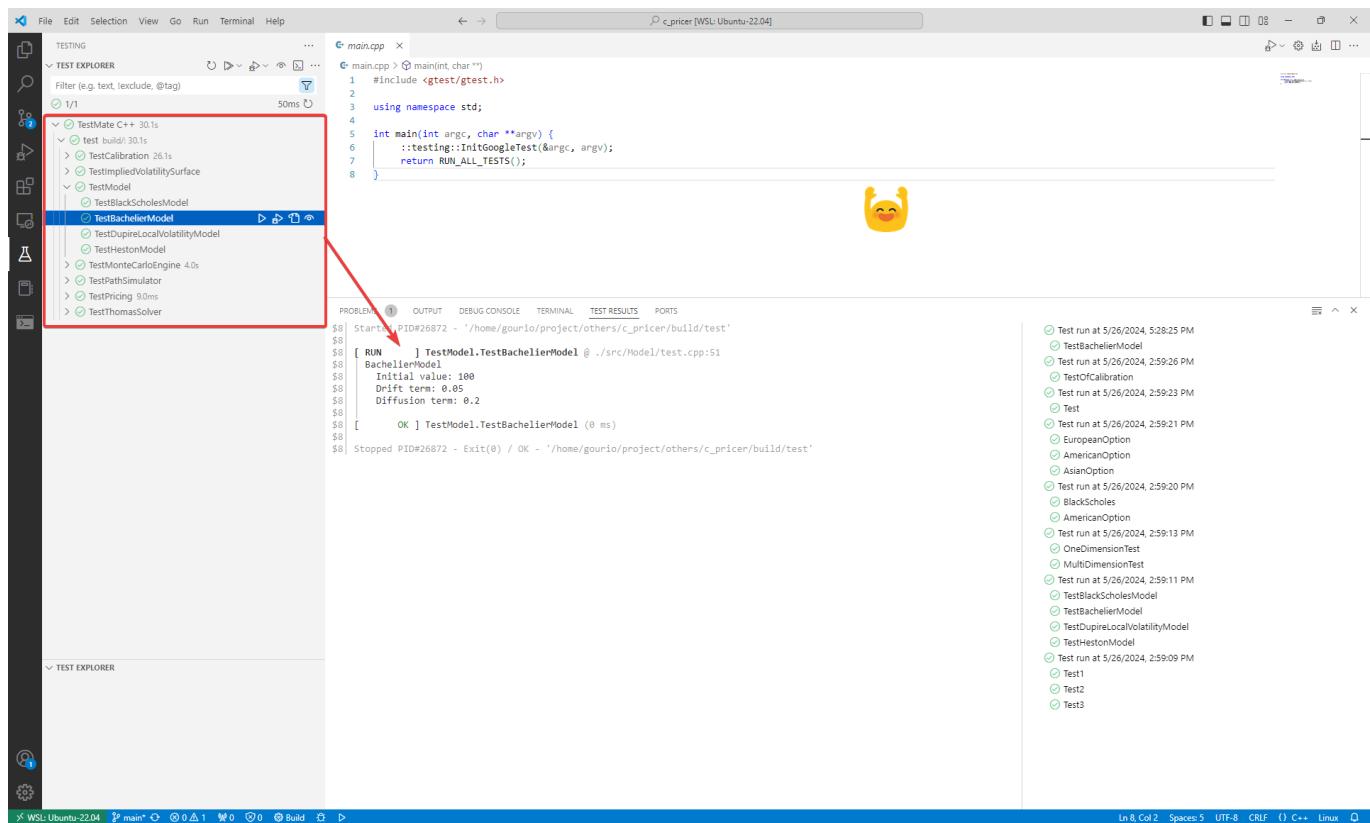 File Edit Selection View Go Run Terminal Help
c_pricer [WSL: Ubuntu-22.04]
TESTING
TEST EXPLORER
Filter (e.g. text, !exclude, @tag)
1/1 50ms
TestMate C++ 30.1s
test build/: 30.1s
TestCalibration 26.1s
TestImpliedVolatilitySurface
TestModel
TestBlackScholesModel
TestBachelierModel
TestDupireLocalVolatilityModel
TestHestonModel
TestMonteCarloEngine 4.0s
TestPathSimulator
TestPricing 9.0ms
TestThomasSolver
TEST EXPLORER
main.cpp
main.cpp > main(int, char **)
1 #include <gtest/gtest.h>
2
3 using namespace std;
4
5 int main(int argc, char **argv) {
6 ::testing::InitGoogleTest(&argc, argv);
7 return RUN_ALL_TESTS();
8 }
PROBLEMS 1 OUTPUT DEBUG CONSOLE TERMINAL TEST RESULTS PORTS
$8| Started PID#26872 - '/home/gourio/project/others/c_pricer/build/test'
$8|
$8| [ RUN ] TestModel.TestBachelierModel @ ./src/Model/test.cpp:51
$8| BachelierModel
$8| Initial value: 100
$8| Drift term: 0.05
$8| Diffusion term: 0.2
$8|
$8| [ OK ] TestModel.TestBachelierModel (0 ms)
$8|
$8| Stopped PID#26872 - Exit(0) / OK - '/home/gourio/project/others/c_pricer/build/test'
Test run at 5/26/2024, 5:28:25 PM
TestBachelierModel
Test run at 5/26/2024, 2:59:26 PM
TestOfCalibration
Test run at 5/26/2024, 2:59:23 PM
Test
Test run at 5/26/2024, 2:59:21 PM
EuropeanOption
AmericanOption
AsianOption
Test run at 5/26/2024, 2:59:20 PM
BlackScholes
AmericanOption
Test run at 5/26/2024, 2:59:13 PM
OneDimensionTest
MultiDimensionTest
Test run at 5/26/2024, 2:59:11 PM
TestBlackScholesModel
TestBachelierModel
TestDupireLocalVolatilityModel
TestHestonModel
Test run at 5/26/2024, 2:59:09 PM
Test1
Test2
Test3
2
1
WSL: Ubuntu-22.04 main* 0 1 0 0 Build Ln 8, Col 2 Spaces: 5 UTF-8 CRLF {} C++ Linux